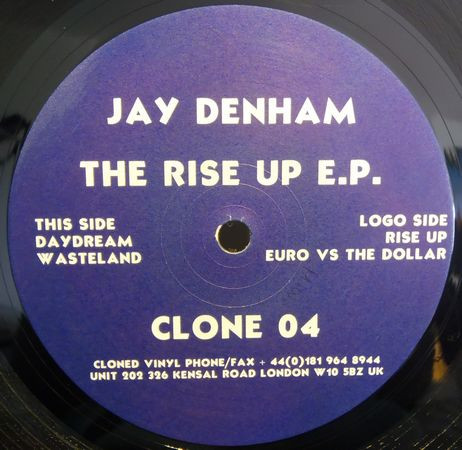 JAY DENHAM
THE RISE UP E.P.
THIS SIDE
DAYDREAM
WASTELAND
LOGO SIDE
RISE UP
EURO VS THE DOLLAR
CLONE 04
CLONED VINYL PHONE/FAX + 44(0)181 964 8944
UNIT 202 326 KENSAL ROAD LONDON W10 5BZ UK